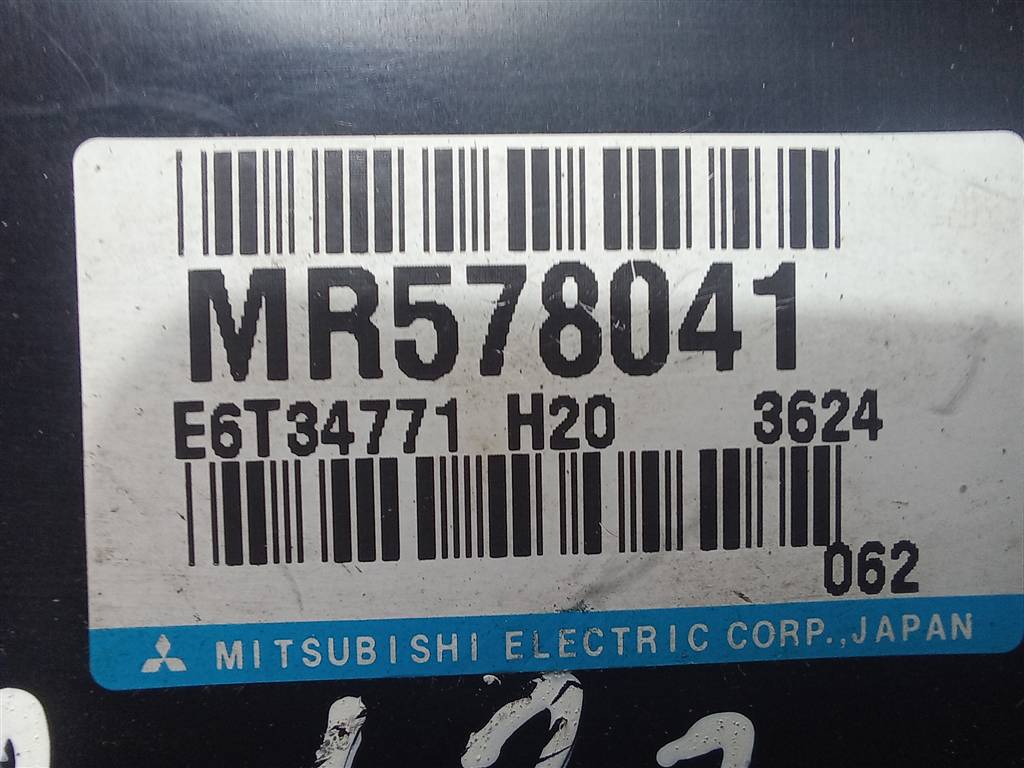 MR578041
E6T34771 H20 3624
062
MITSUBISHI ELECTRIC CORP., JAPAN